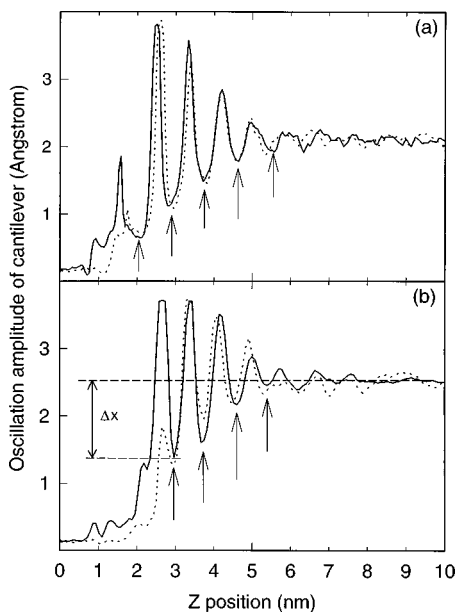 (a)
3
2
1
(b)
3
2
1
Δx
0 1 2 3 4 5 6 7 8 9 10
Z position (nm)
Oscillation amplitude of cantilever (Angstrom)